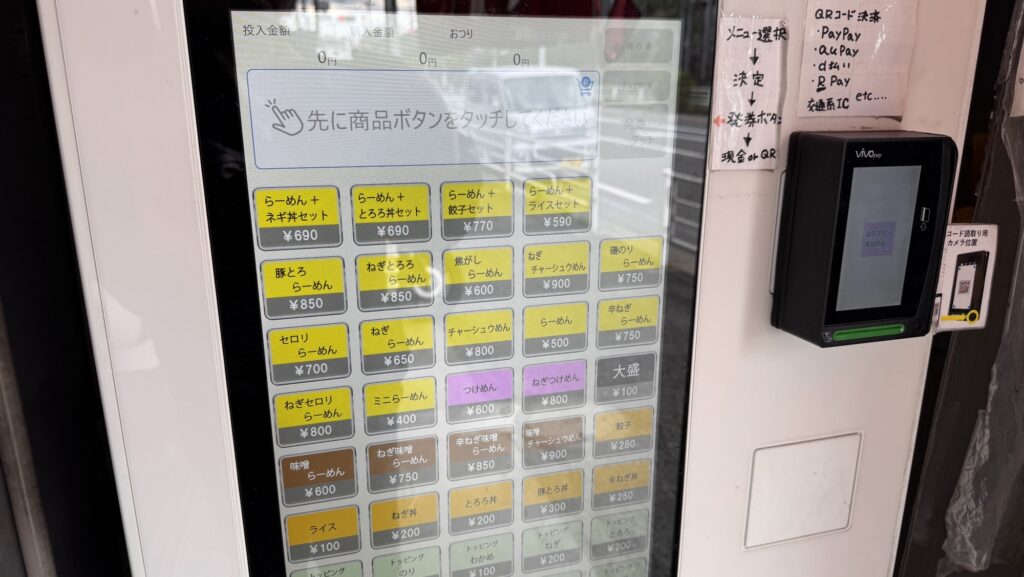 投入金額
購入金額
おつり
0円
0円
0円
領収書
0
先に商品ボタンをタッチしてください
らーめん +
ネギ丼セット
¥690
らーめん +
とろろ丼セット
¥690
らーめん +
餃子セット
¥770
らーめん +
ライスセット
¥590
豚とろ
らーめん
¥850
ねぎとろろ
らーめん
¥850
焦がし
らーめん
¥600
ねぎ
チャーシュウめん
¥900
磯のり
らーめん
¥750
セロリ
らーめん
¥700
ねぎ
らーめん
¥650
チャーシュウめん
¥800
らーめん
¥500
辛ねぎ
らーめん
¥750
ねぎセロリ
らーめん
¥800
ミニらーめん
¥400
つけめん
¥600
ねぎつけめん
¥800
大盛
¥100
味噌
らーめん
¥600
ねぎ味噌
らーめん
¥750
辛ねぎ味噌
らーめん
¥850
味噌
チャーシュウめん
¥900
餃子
¥280
ライス
¥100
ねぎ丼
¥200
とろろ丼
¥200
豚とろ丼
¥300
辛ねぎ丼
¥250
トッピング
トッピング
のり
トッピング
わかめ
¥100
トッピング
ねぎ
¥200
トッピング
とろろ
¥200
メニュー選択
↓
決定
↓
発券ボタン
↓
現金orQR
QRコード決済
・PayPay
・auPay
・d払い
・R Pay
交通系IC etc....
VIVOpay
コード読取り用
カメラ位置